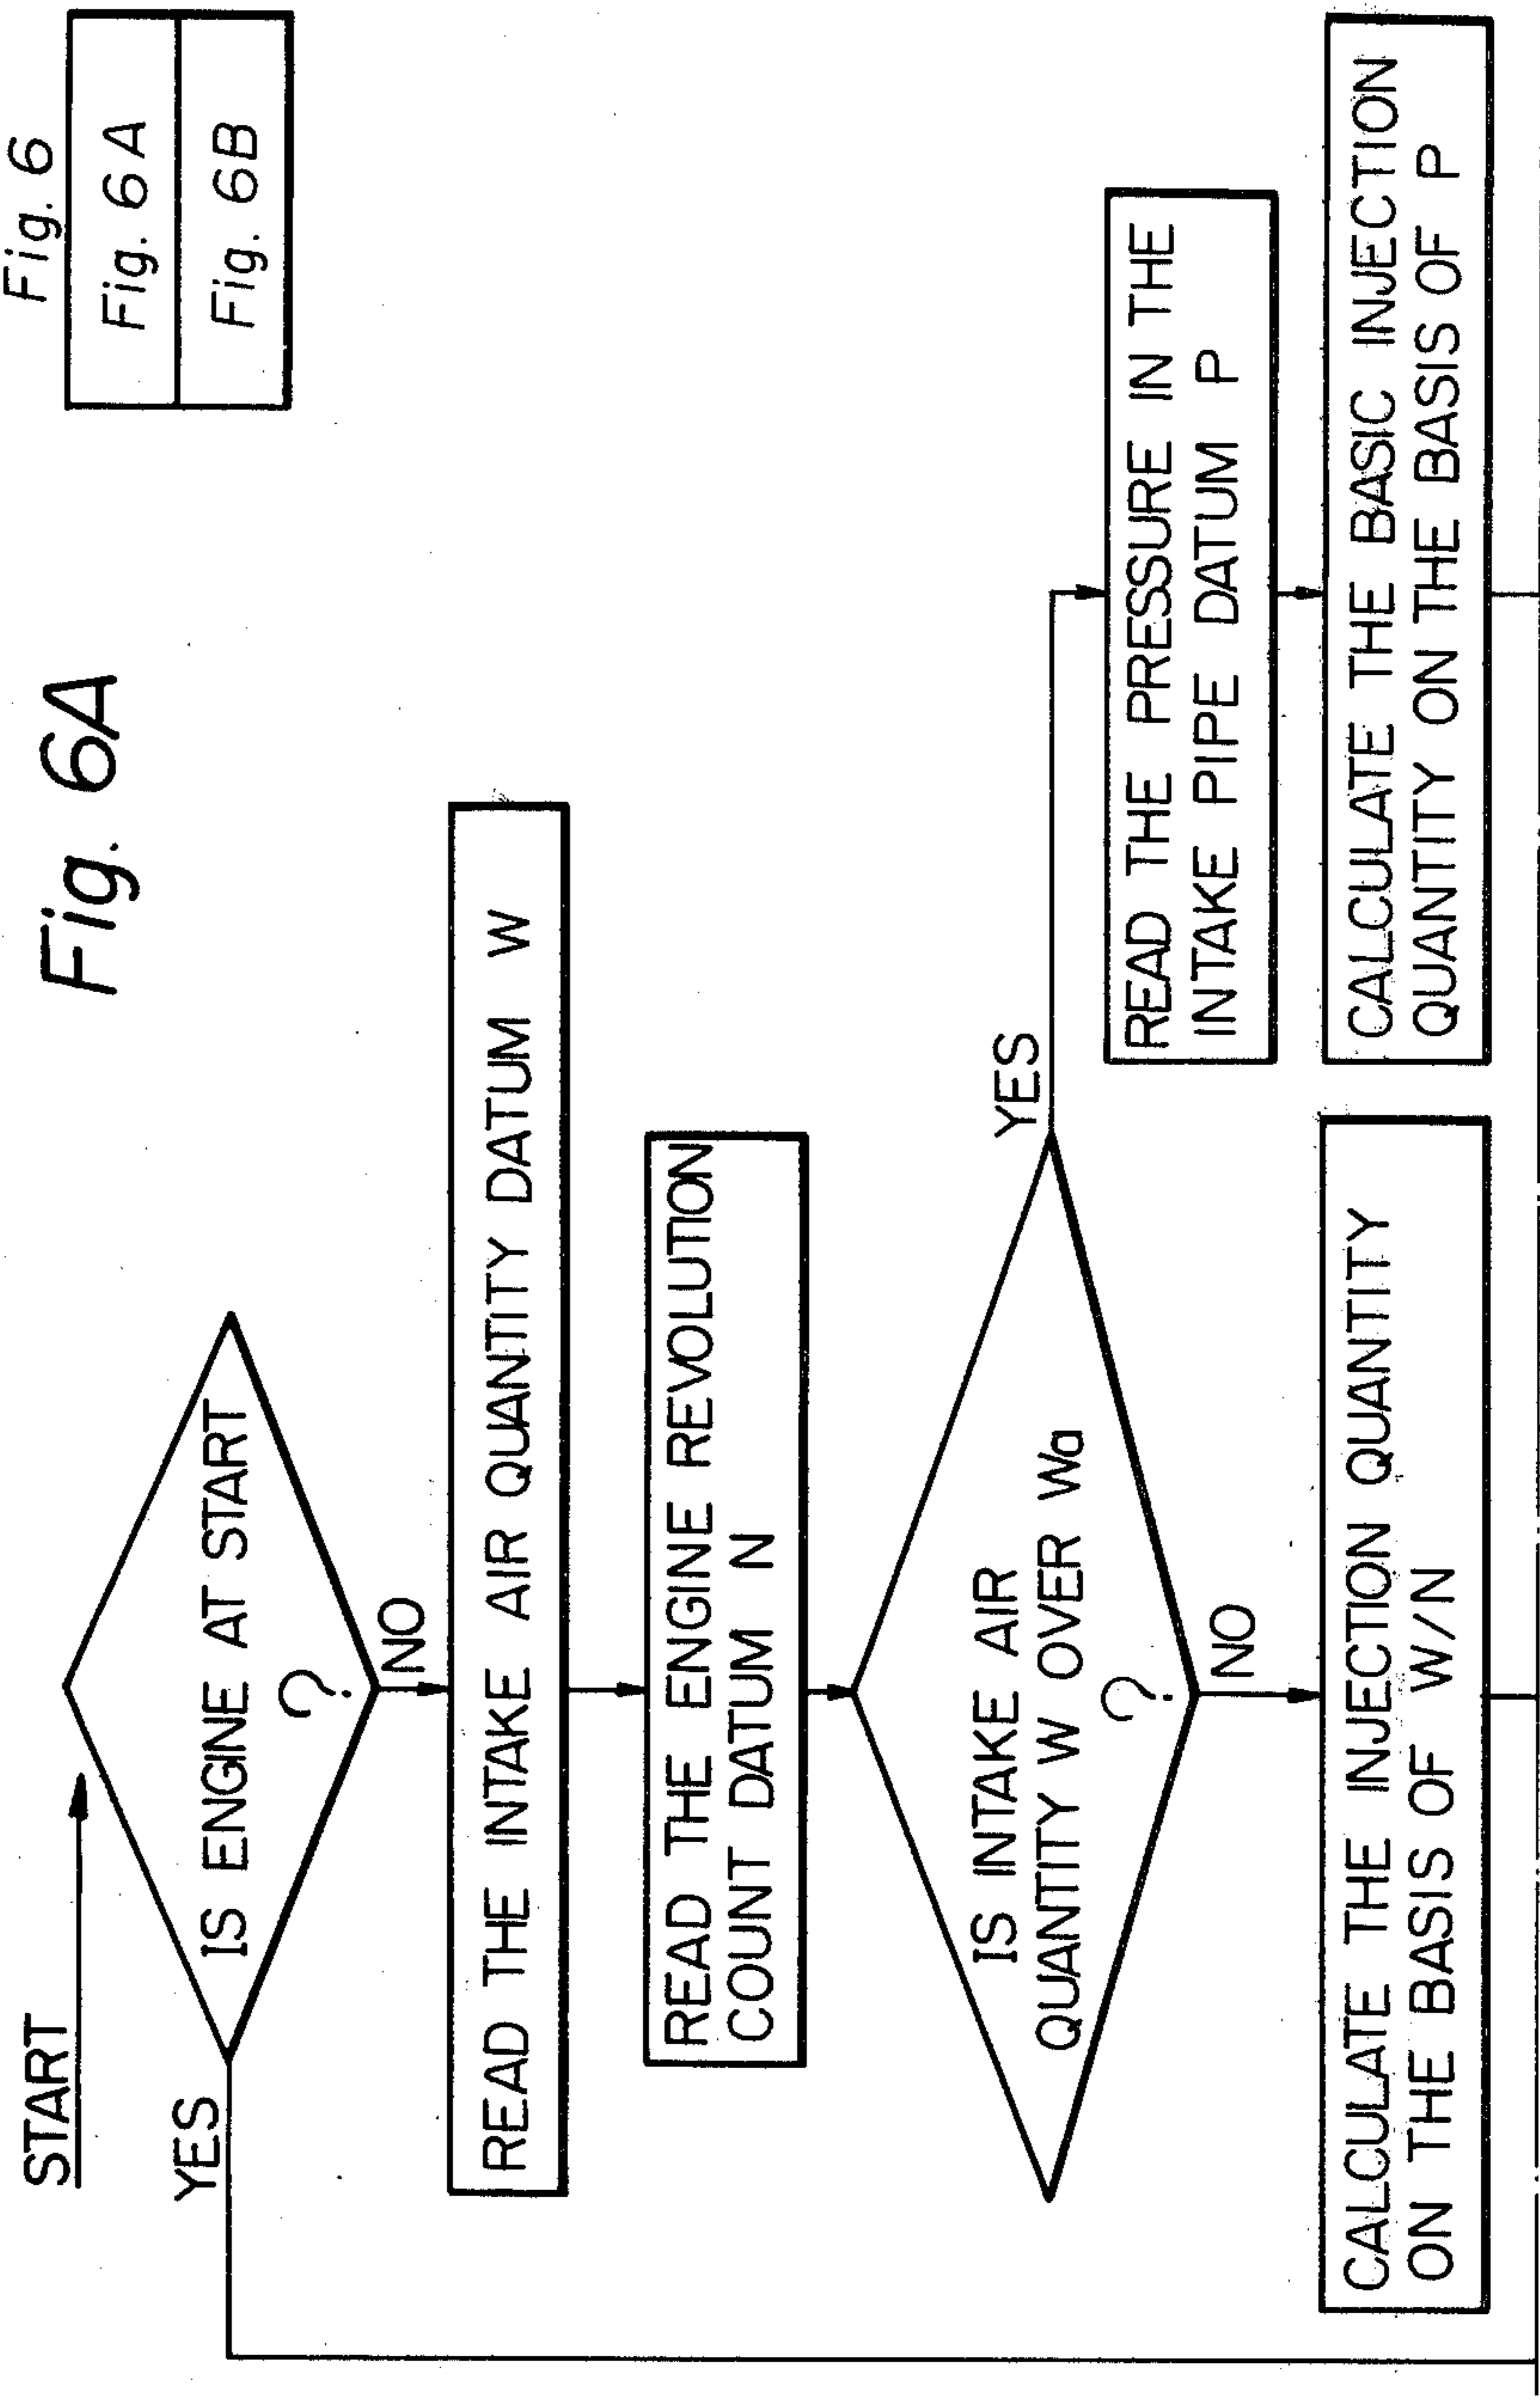 Fig. 6A
Fig. 6
Fig. 6A
Fig. 6B
START
IS ENGINE AT START
?
YES
NO
READ THE INTAKE AIR QUANTITY DATUM W
READ THE ENGINE REVOLUTION
COUNT DATUM N
IS INTAKE AIR
QUANTITY W OVER Wa
?
YES
NO
READ THE PRESSURE IN THE
INTAKE PIPE DATUM P
CALCULATE THE INJECTION QUANTITY
ON THE BASIS OF W/N
CALCULATE THE BASIC INJECTION
QUANTITY ON THE BASIS OF P